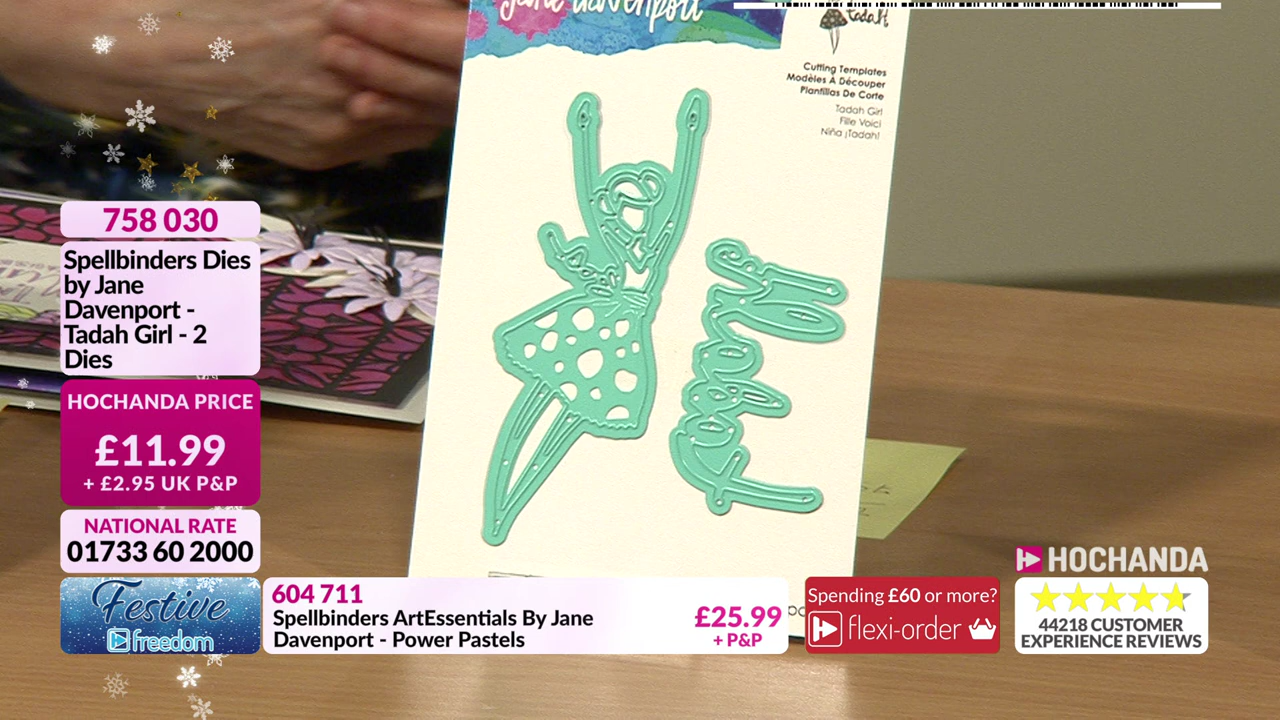 Jane Davenport
tadah!
Cutting Templates
Modèles À Découper
Plantillas De Corte
Tadah Girl
Fille Voici
Niña ¡Tadah!
758 030
Spellbinders Dies
by Jane
Davenport -
Tadah Girl - 2
Dies
HOCHANDA PRICE
£11.99
+ £2.95 UK P&P
NATIONAL RATE
01733 60 2000
Festive
freedom
604 711
Spellbinders ArtEssentials By Jane
Davenport - Power Pastels
£25.99
+ P&P
Spending £60 or more?
flexi-order
HOCHANDA
44218 CUSTOMER
EXPERIENCE REVIEWS